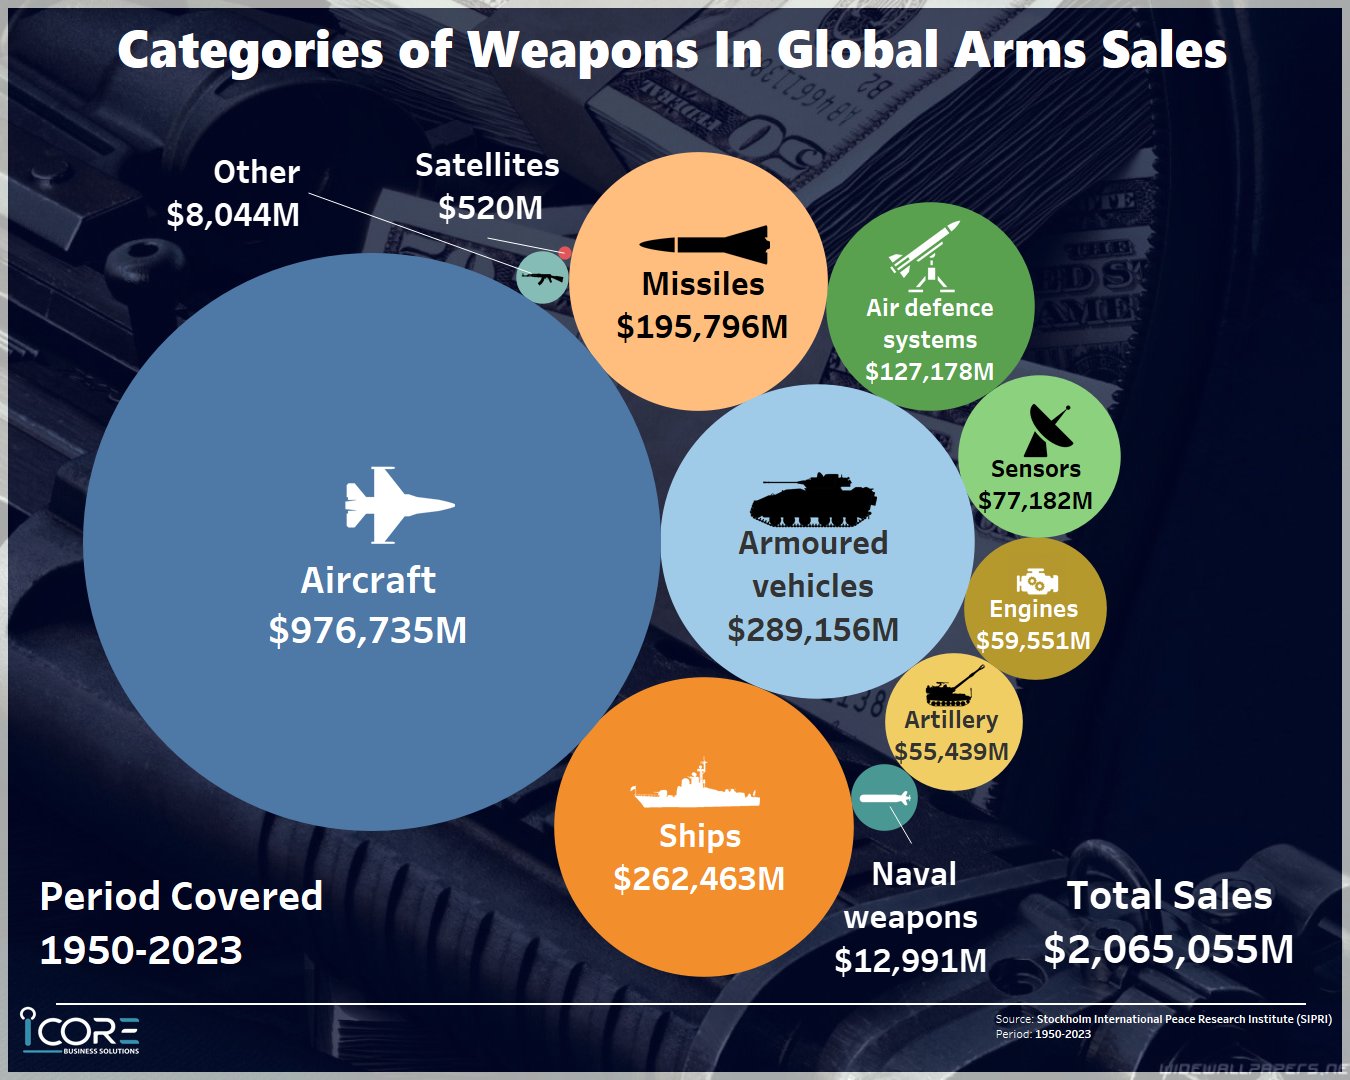 Categories of Weapons In Global Arms Sales
Other
$8,044M
Satellites
$520M
Missiles
$195,796M
Air defence
systems
$127,178M
Sensors
$77,182M
Aircraft
$976,735M
Armoured
vehicles
$289,156M
Engines
$59,551M
Artillery
$55,439M
Ships
$262,463M
Naval
weapons
$12,991M
Period Covered
1950-2023
Total Sales
$2,065,055M
iCORE
BUSINESS SOLUTIONS
Source: Stockholm International Peace Research Institute (SIPRI)
Period: 1950-2023